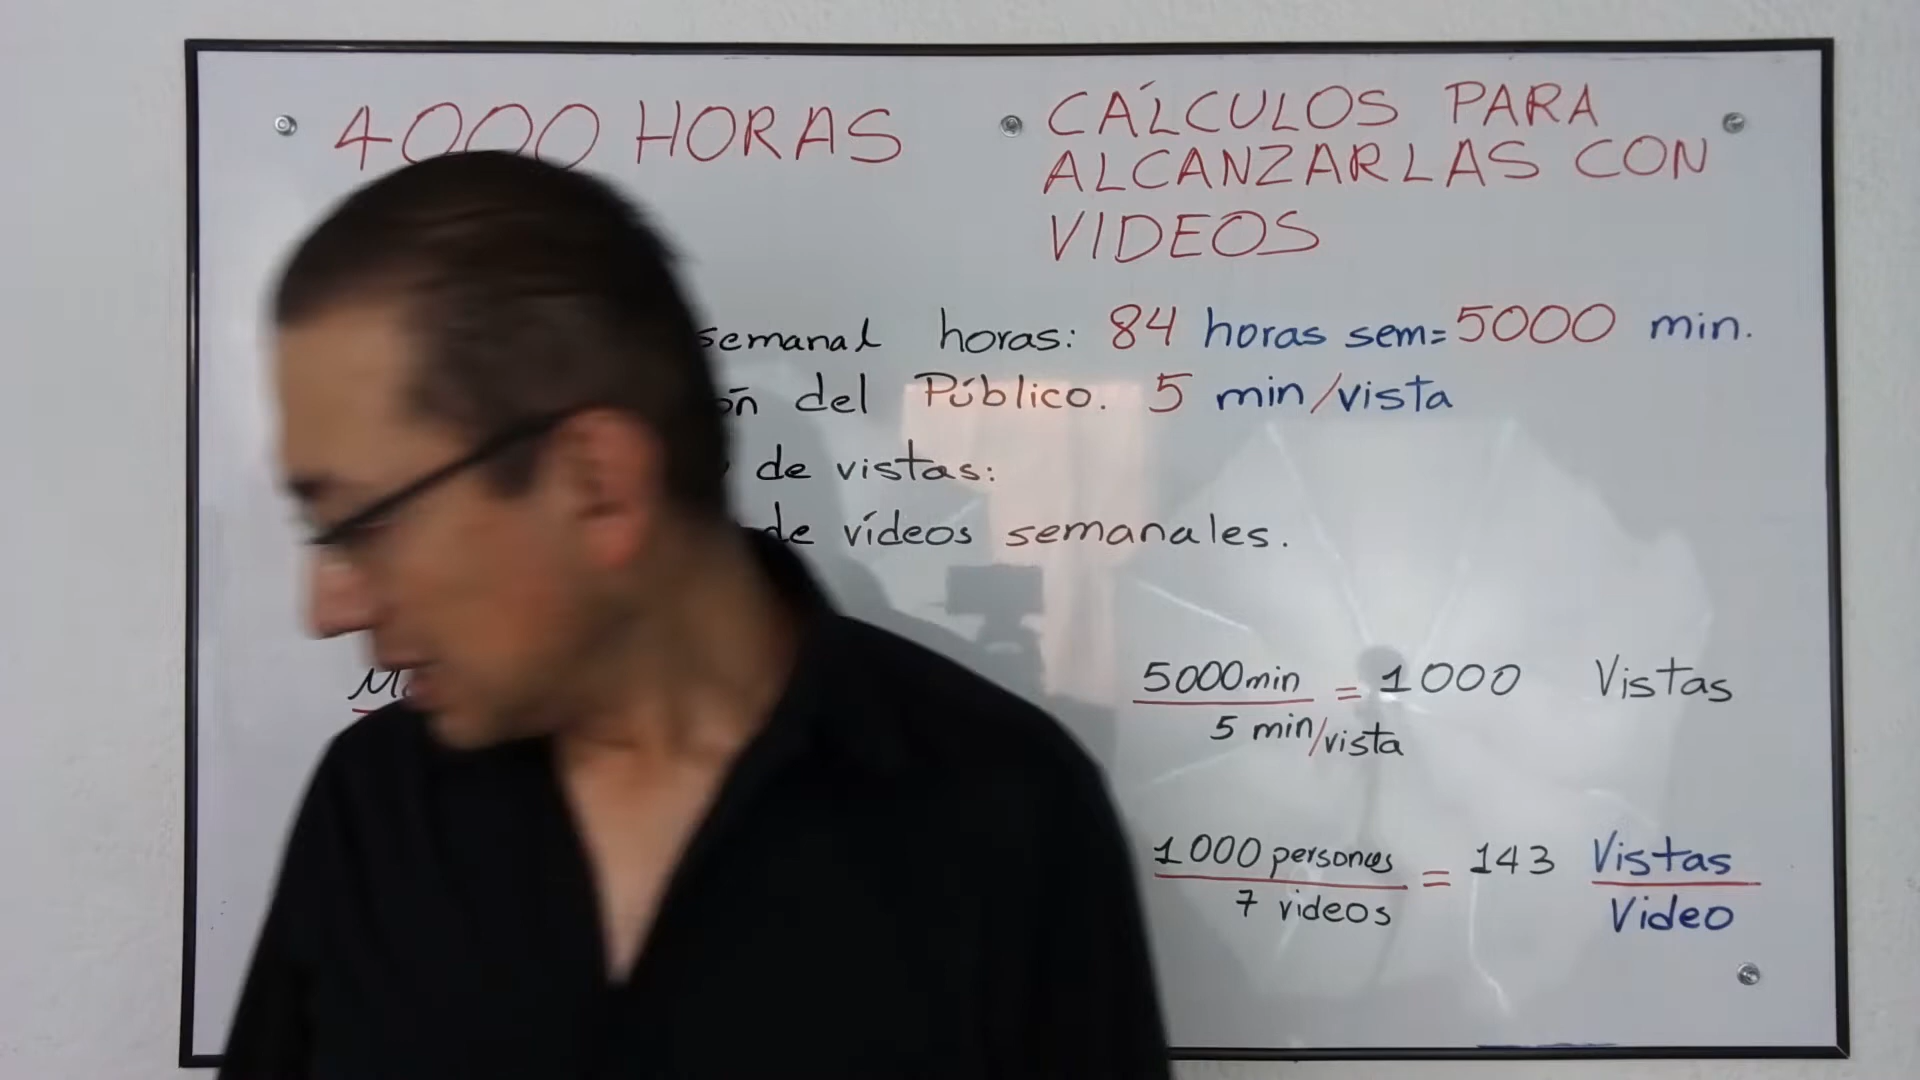 4000 HORAS
CÁLCULOS PARA
ALCANZARLAS CON
VIDEOS
semanal horas: 84 horas sem=5000 min.
del Público. 5 min/vista
de vistas:
de vídeos semanales.
5000min = 1000 Vistas
5 min/vista
1000 personas = 143 Vistas
7 videos Video